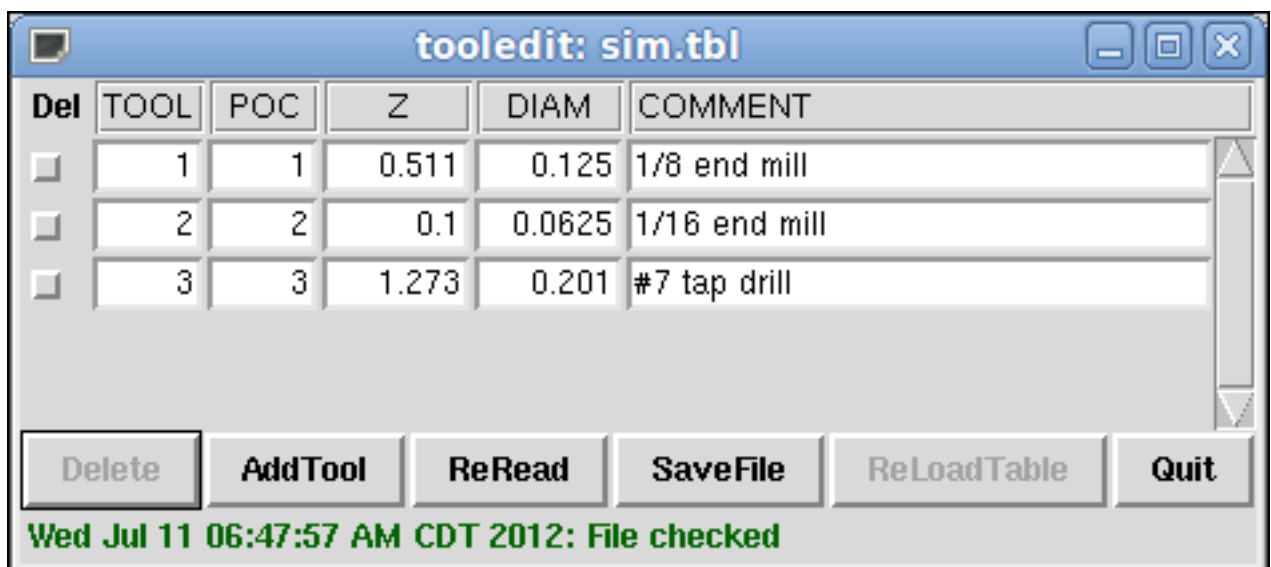 tooledit: sim.tbl
Del TOOL POC Z DIAM COMMENT
1 1 0.511 0.125 1/8 end mill
2 2 0.1 0.0625 1/16 end mill
3 3 1.273 0.201 #7 tap drill
Delete AddTool ReRead SaveFile ReLoadTable Quit
Wed Jul 11 06:47:57 AM CDT 2012: File checked